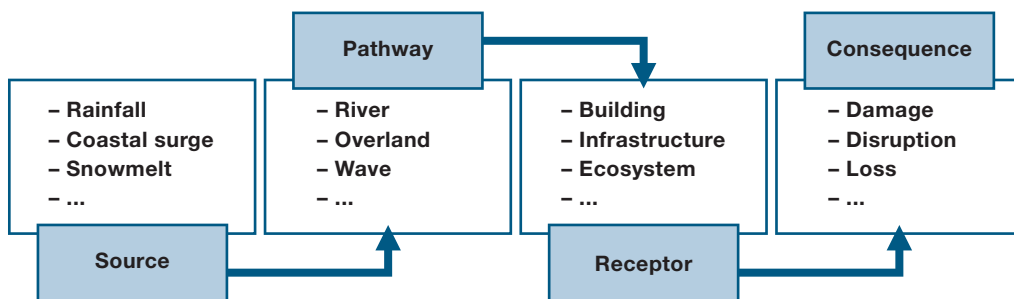 Pathway
Consequence
– Rainfall
– Coastal surge
– Snowmelt
– ...
– River
– Overland
– Wave
– ...
– Building
– Infrastructure
– Ecosystem
– ...
– Damage
– Disruption
– Loss
– ...
Source
Receptor